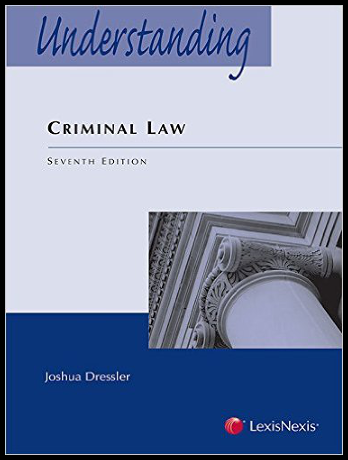 Understanding
CRIMINAL LAW
SEVENTH EDITION
Joshua Dressler
LexisNexis®